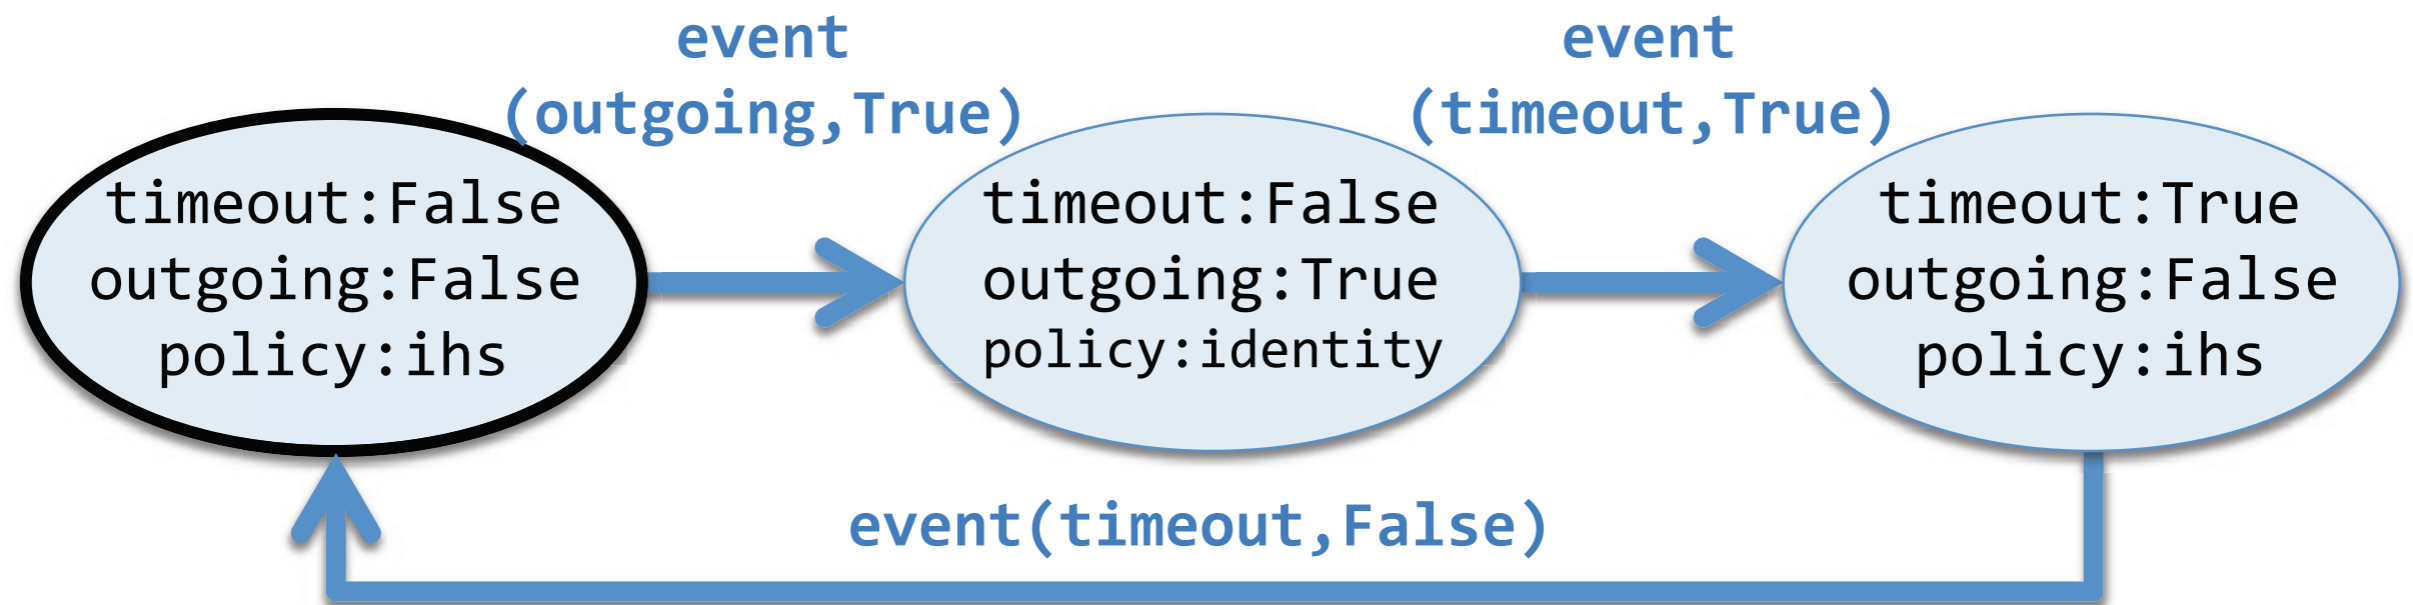 event
(outgoing,True)
event
(timeout,True)
timeout:False
outgoing:False
policy:ihs
timeout:False
outgoing:True
policy:identity
timeout:True
outgoing:False
policy:ihs
event(timeout,False)